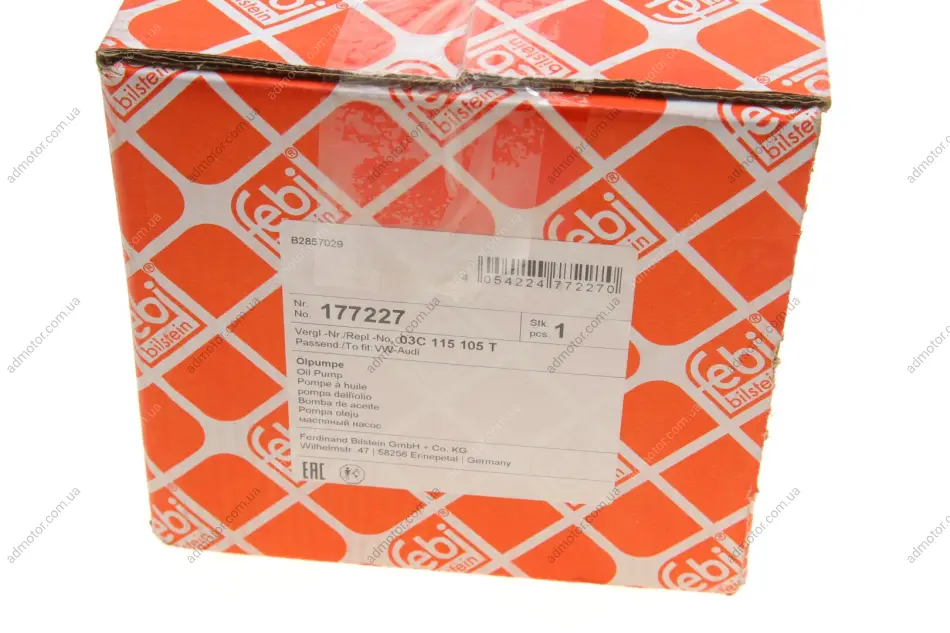 febi
bilstein
B2857029
4 054224 772270
Nr.
No. 177227
Stk.
pcs. 1
Vergl.-Nr./Repl.-No. 03C 115 105 T
Passend./To fit: VW-Audi
Ölpumpe
Oil Pump
Pompe à huile
pompa dell'olio
Bomba de aceite
Pompa oleju
масляный насос
Ferdinand Bilstein GmbH + Co. KG
Wilhelmstr. 47 | 58256 Ennepetal | Germany
EAC
admotor.com.ua